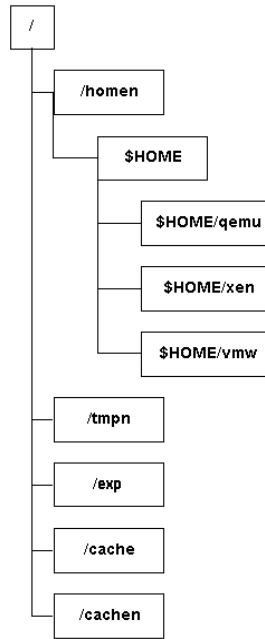 /
/homen
$HOME
$HOME/qemu
$HOME/xen
$HOME/vmw
/tmpn
/exp
/cache
/cachen